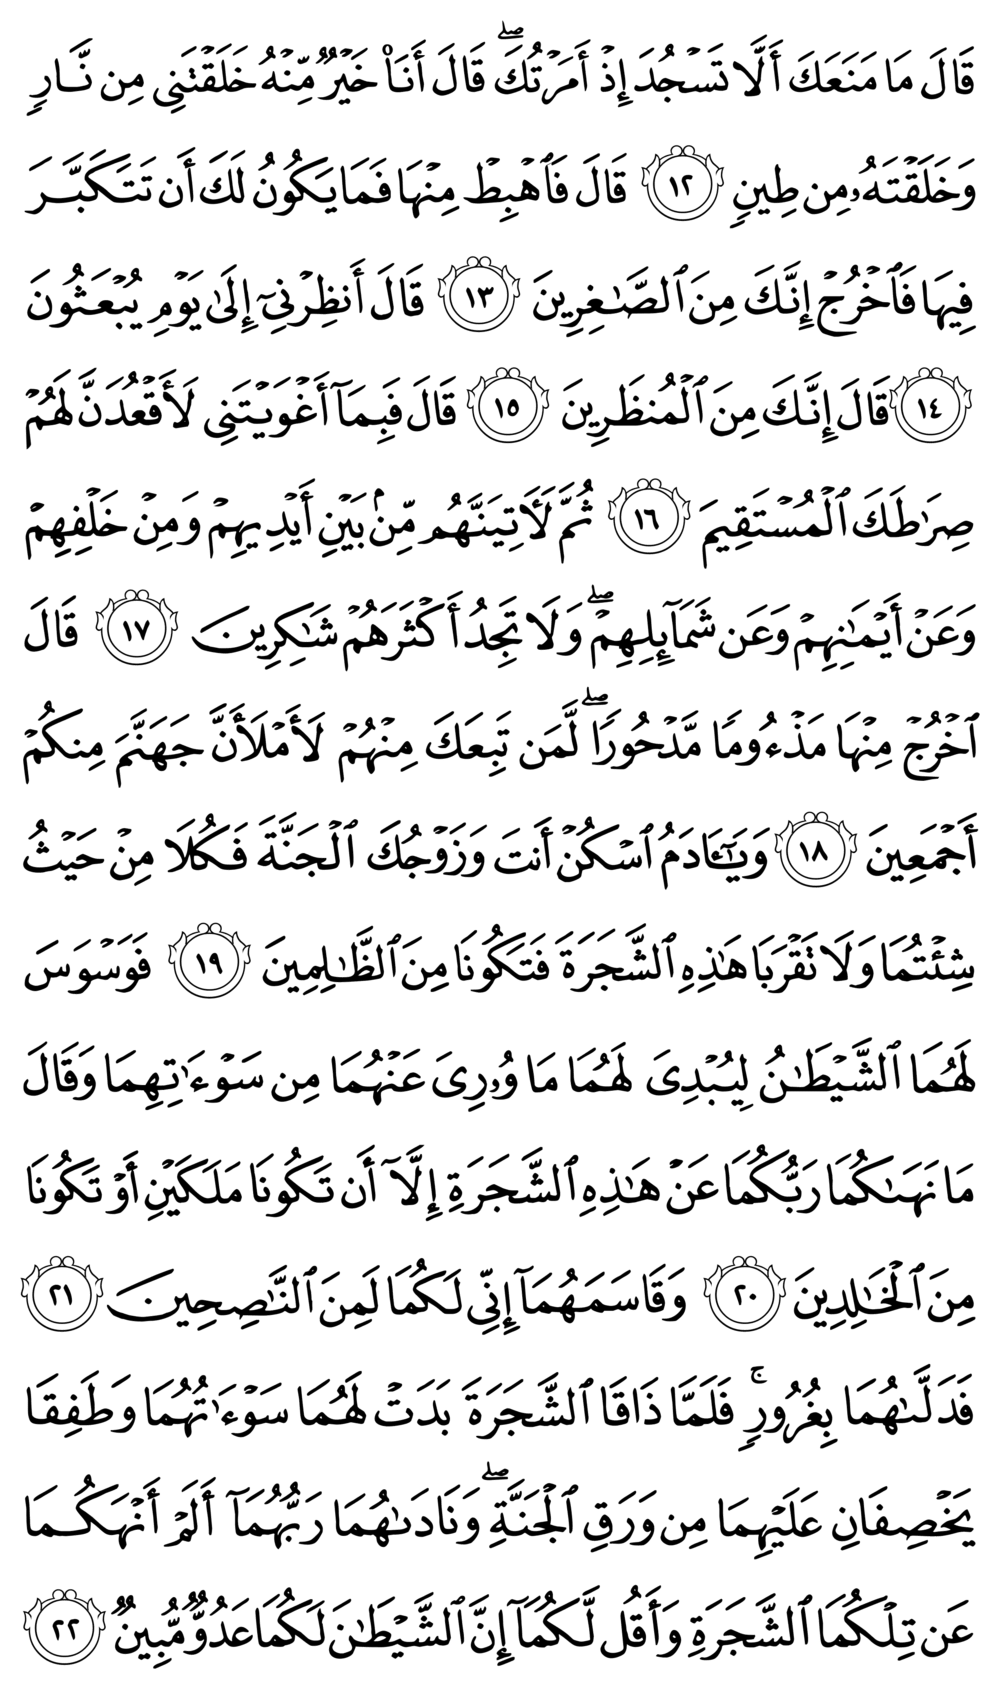 قَالَ مَا مَنَعَكَ أَلَّا تَسْجُدَ إِذْ أَمَرْتُكَ ۖ قَالَ أَنَا۠ خَيْرٌ مِّنْهُ خَلَقْتَنِى مِن نَّارٍ
وَخَلَقْتَهُۥ مِن طِينٍ ١٢ قَالَ فَٱهْبِطْ مِنْهَا فَمَا يَكُونُ لَكَ أَن تَتَكَبَّرَ
فِيهَا فَٱخْرُجْ إِنَّكَ مِنَ ٱلصَّٰغِرِينَ ١٣ قَالَ أَنظِرْنِىٓ إِلَىٰ يَوْمِ يُبْعَثُونَ
١٤ قَالَ إِنَّكَ مِنَ ٱلْمُنظَرِينَ ١٥ قَالَ فَبِمَآ أَغْوَيْتَنِى لَأَقْعُدَنَّ لَهُمْ
صِرَٰطَكَ ٱلْمُسْتَقِيمَ ١٦ ثُمَّ لَـَٔاتِيَنَّهُم مِّنۢ بَيْنِ أَيْدِيهِمْ وَمِنْ خَلْفِهِمْ
وَعَنْ أَيْمَٰنِهِمْ وَعَن شَمَآئِلِهِمْ ۖ وَلَا تَجِدُ أَكْثَرَهُمْ شَٰكِرِينَ ١٧ قَالَ
ٱخْرُجْ مِنْهَا مَذْءُومًا مَّدْحُورًا ۖ لَّمَن تَبِعَكَ مِنْهُمْ لَأَمْلَأَنَّ جَهَنَّمَ مِنكُمْ
أَجْمَعِينَ ١٨ وَيَٰٓـَٔادَمُ ٱسْكُنْ أَنتَ وَزَوْجُكَ ٱلْجَنَّةَ فَكُلَا مِنْ حَيْثُ
شِئْتُمَا وَلَا تَقْرَبَا هَٰذِهِ ٱلشَّجَرَةَ فَتَكُونَا مِنَ ٱلظَّٰلِمِينَ ١٩ فَوَسْوَسَ
لَهُمَا ٱلشَّيْطَٰنُ لِيُبْدِىَ لَهُمَا مَا وُۥرِىَ عَنْهُمَا مِن سَوْءَٰتِهِمَا وَقَالَ
مَا نَهَىٰكُمَا رَبُّكُمَا عَنْ هَٰذِهِ ٱلشَّجَرَةِ إِلَّآ أَن تَكُونَا مَلَكَيْنِ أَوْ تَكُونَا
مِنَ ٱلْخَٰلِدِينَ ٢٠ وَقَاسَمَهُمَآ إِنِّى لَكُمَا لَمِنَ ٱلنَّٰصِحِينَ ٢١
فَدَلَّىٰهُمَا بِغُرُورٍ ۚ فَلَمَّا ذَاقَا ٱلشَّجَرَةَ بَدَتْ لَهُمَا سَوْءَٰتُهُمَا وَطَفِقَا
يَخْصِفَانِ عَلَيْهِمَا مِن وَرَقِ ٱلْجَنَّةِ ۖ وَنَادَىٰهُمَا رَبُّهُمَآ أَلَمْ أَنْهَكُمَا
عَن تِلْكُمَا ٱلشَّجَرَةِ وَأَقُل لَّكُمَآ إِنَّ ٱلشَّيْطَٰنَ لَكُمَا عَدُوٌّ مُّبِينٌ ٢٢